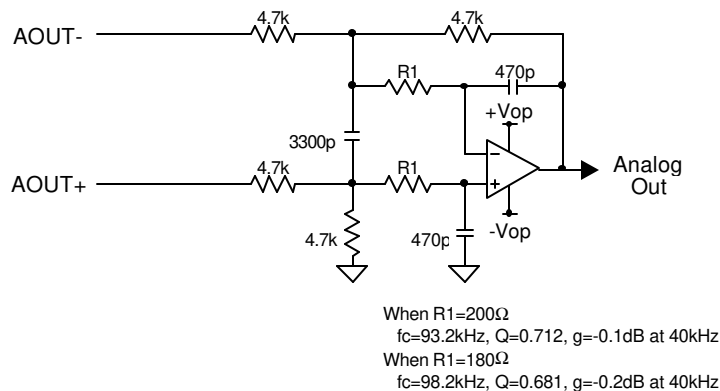 4.7k
4.7k
AOUT-
R1
470p
+Vop
3300p
4.7k
R1
Analog
Out
AOUT+
-Vop
4.7k
470p
When R1=200Ω
fc=93.2kHz, Q=0.712, g=-0.1dB at 40kHz
When R1=180Ω
fc=98.2kHz, Q=0.681, g=-0.2dB at 40kHz